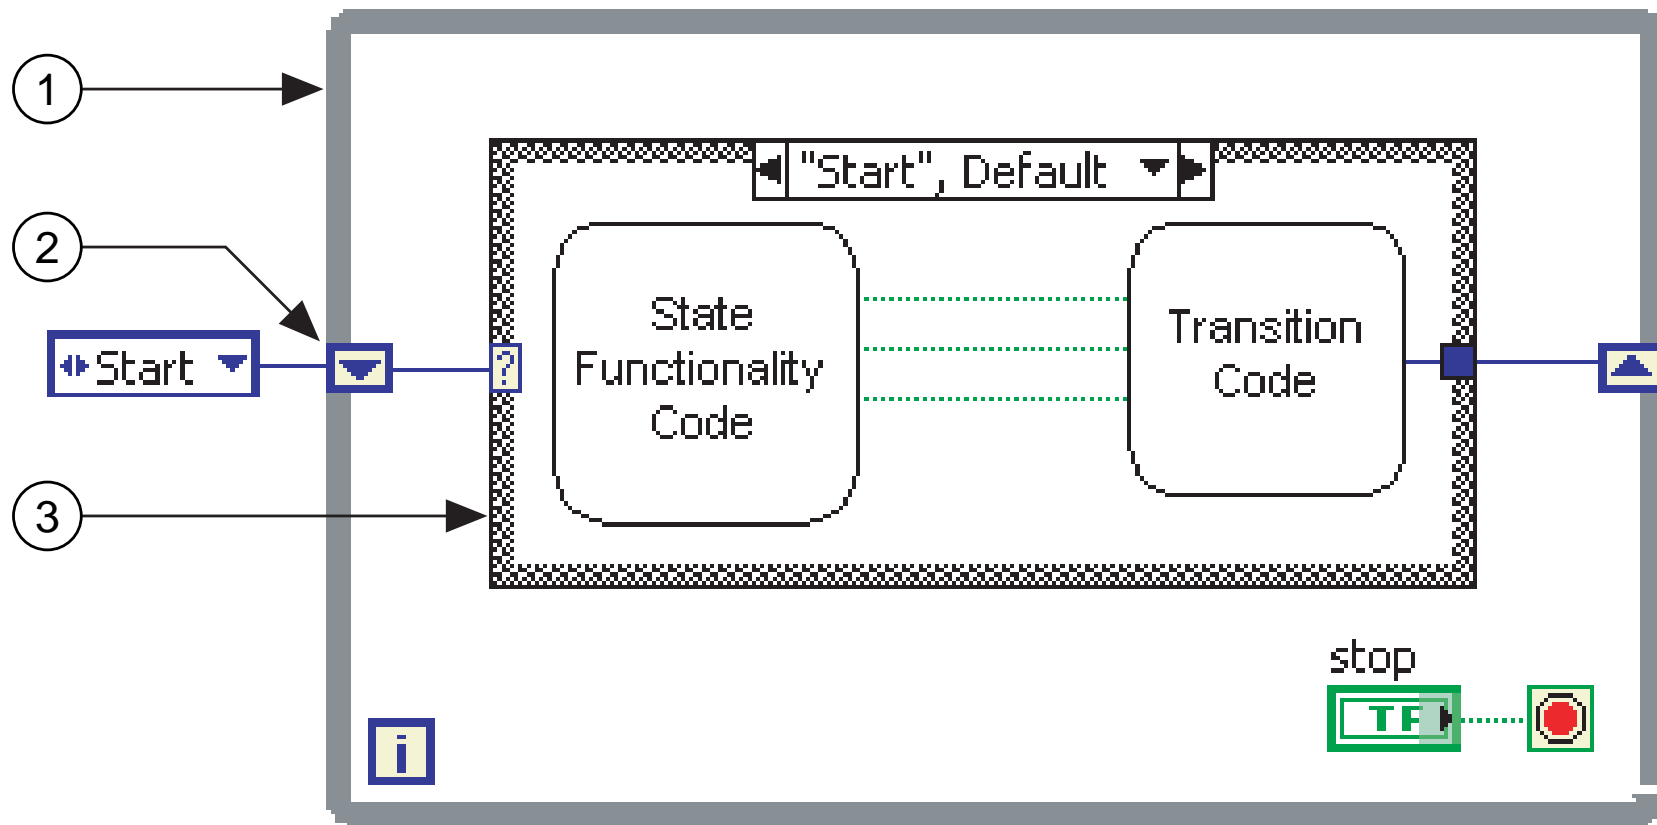 1
"Start", Default
2
?
Start
State
Functionality
Code
Transition
Code
3
stop
TF
i